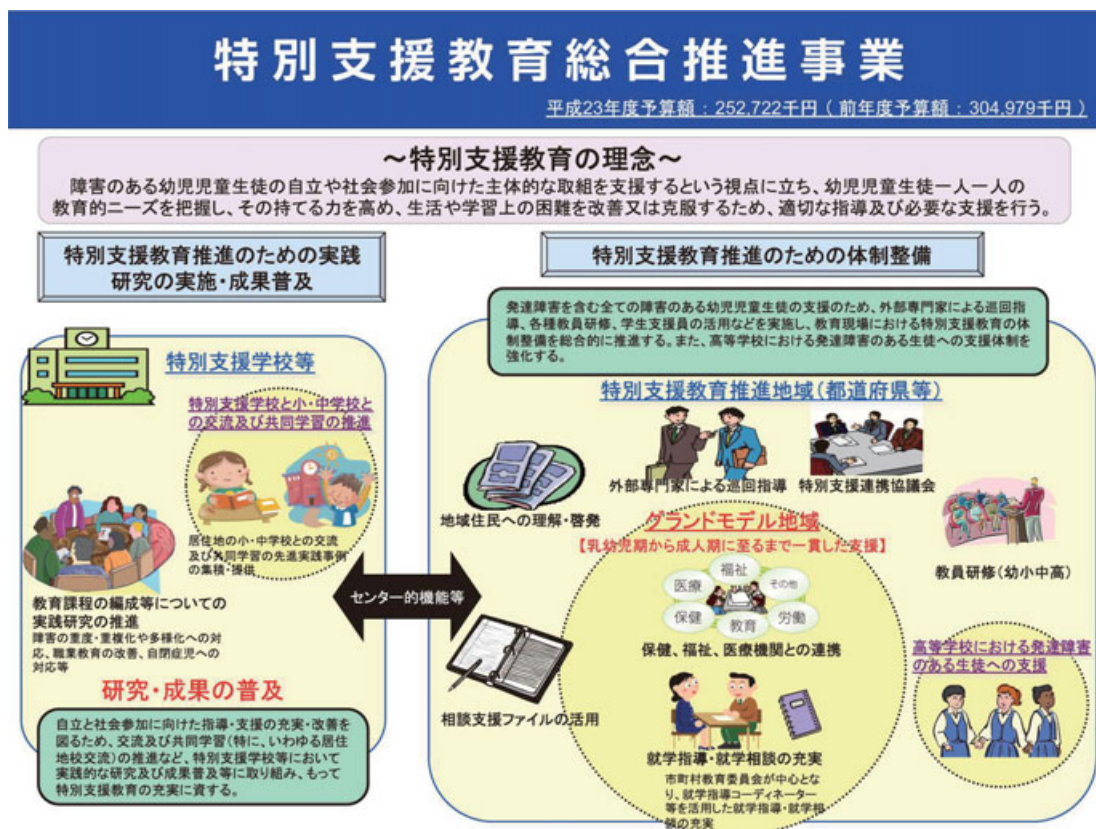 特別支援教育総合推進事業
平成23年度予算額：252,722千円（前年度予算額：304,979千円）
～特別支援教育の理念～
障害のある幼児児童生徒の自立や社会参加に向けた主体的な取組を支援するという視点に立ち、幼児児童生徒一人一人の
教育的ニーズを把握し、その持てる力を高め、生活や学習上の困難を改善又は克服するため、適切な指導及び必要な支援を行う。
特別支援教育推進のための実践
研究の実施・成果普及
特別支援学校等
特別支援学校と小・中学校と
の交流及び共同学習の推進
居住地の小・中学校との交流
及び共同学習の先進実践事例
の集積・提供
教育課程の編成等についての
実践研究の推進
障害の重度・重複化や多様化への対
応、職業教育の改善、自閉症児への
対応等
研究・成果の普及
自立と社会参加に向けた指導・支援の充実・改善を
図るため、交流及び共同学習（特に、いわゆる居住
地校交流）の推進など、特別支援学校等において
実践的な研究及び成果普及等に取り組み、もって
特別支援教育の充実に資する。
センター的機能等
特別支援教育推進のための体制整備
発達障害を含む全ての障害のある幼児児童生徒の支援のため、外部専門家による巡回指
導、各種教員研修、学生支援員の活用などを実施し、教育現場における特別支援教育の体
制整備を総合的に推進する。また、高等学校における発達障害のある生徒への支援体制を
強化する。
特別支援教育推進地域（都道府県等）
外部専門家による巡回指導
特別支援連携協議会
地域住民への理解・啓発
グランドモデル地域
【乳幼児期から成人期に至るまで一貫した支援】
福祉
医療
その他
保健
労働
教育
保健、福祉、医療機関との連携
教員研修（幼小中高）
相談支援ファイルの活用
就学指導・就学相談の充実
市町村教育委員会が中心とな
り、就学指導コーディネーター
等を活用した就学指導・就学相
談の充実
高等学校における発達障害
のある生徒への支援